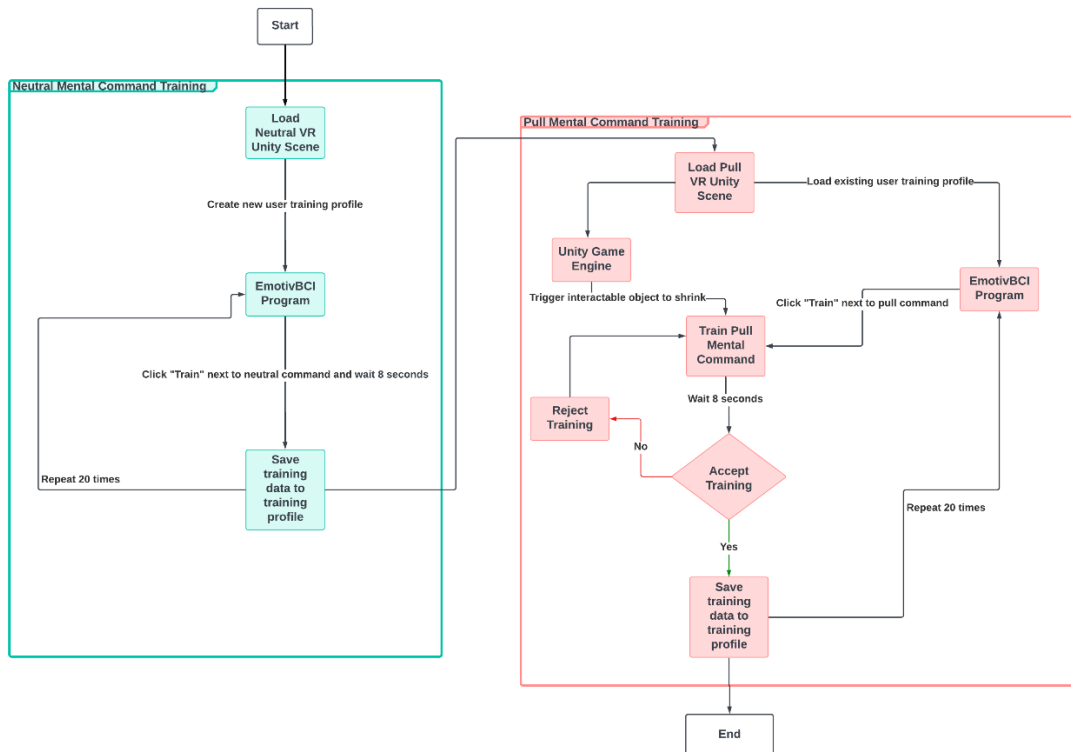 Start
Neutral Mental Command Training
Load
Neutral VR
Unity Scene
Create new user training profile
EmotivBCI
Program
Click "Train" next to neutral command and wait 8 seconds
Repeat 20 times
Save
training
data to
training
profile
Pull Mental Command Training
Load Pull
VR Unity
Scene
Load existing user training profile
Unity Game
Engine
EmotivBCI
Program
Trigger interactable object to shrink
Click "Train" next to pull command
Train Pull
Mental
Command
Wait 8 seconds
Reject
Training
No
Accept
Training
Repeat 20 times
Yes
Save
training
data to
training
profile
End